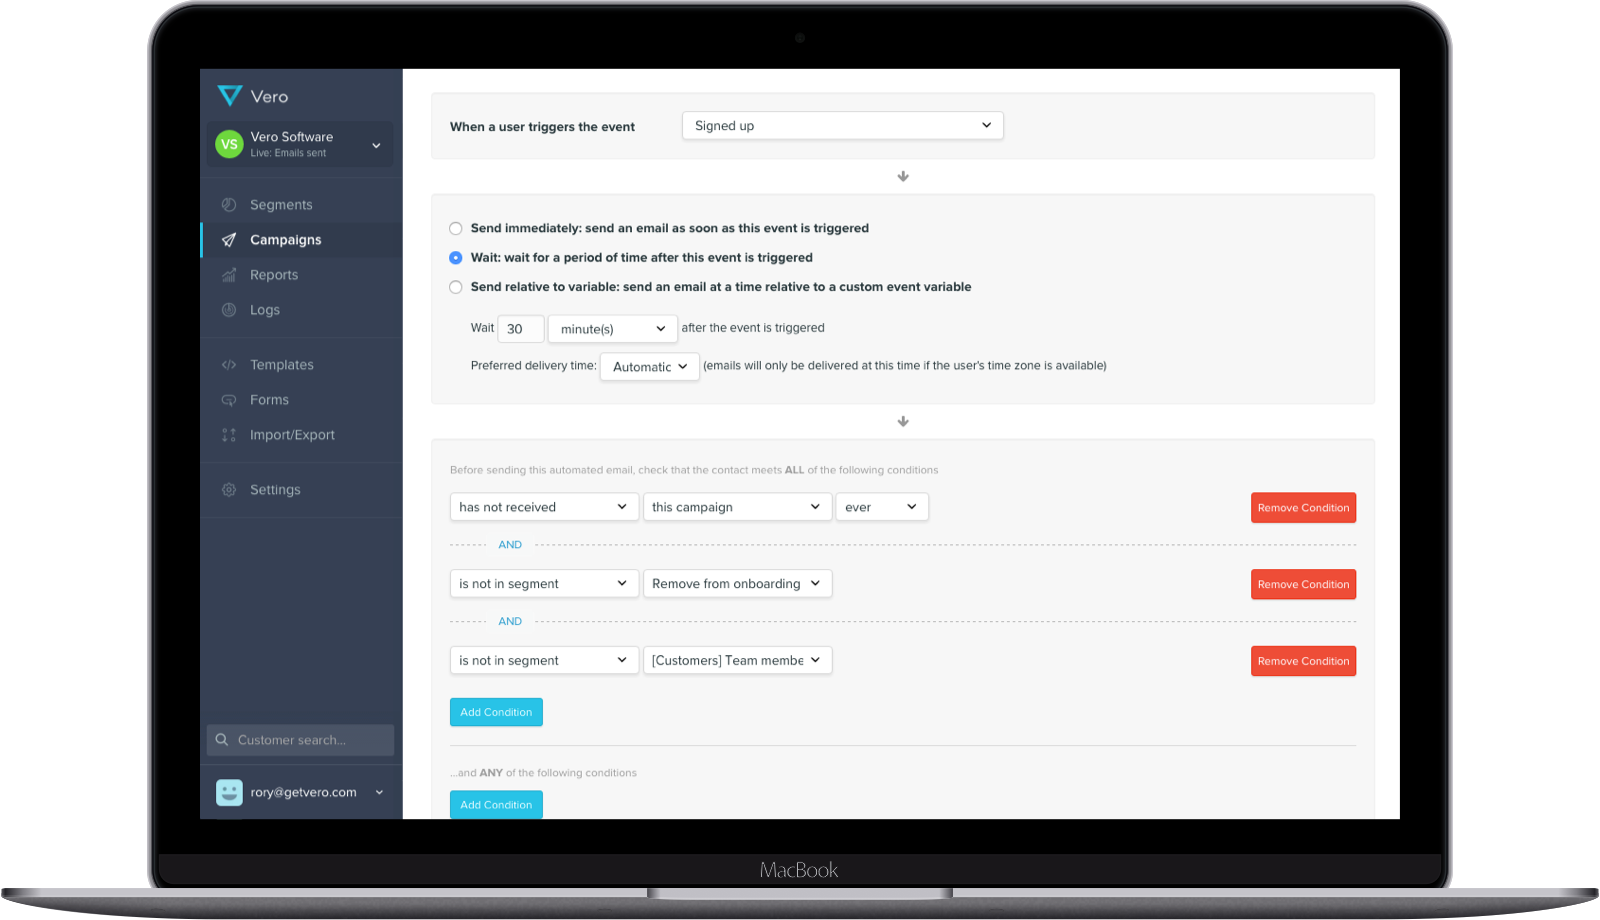 Vero
VS
Vero Software
Live: Emails sent
Segments
Campaigns
Reports
Logs
Templates
Forms
Import/Export
Settings
Customer search...
rory@getvero.com
When a user triggers the event Signed up
Send immediately: send an email as soon as this event is triggered
Wait: wait for a period of time after this event is triggered
Send relative to variable: send an email at a time relative to a custom event variable
Wait 30 minute(s) after the event is triggered
Preferred delivery time: Automatic (emails will only be delivered at this time if the user's time zone is available)
Before sending this automated email, check that the contact meets ALL of the following conditions
has not received this campaign ever Remove Condition
AND
is not in segment Remove from onboarding Remove Condition
AND
is not in segment [Customers] Team membe Remove Condition
Add Condition
...and ANY of the following conditions
Add Condition
MacBook